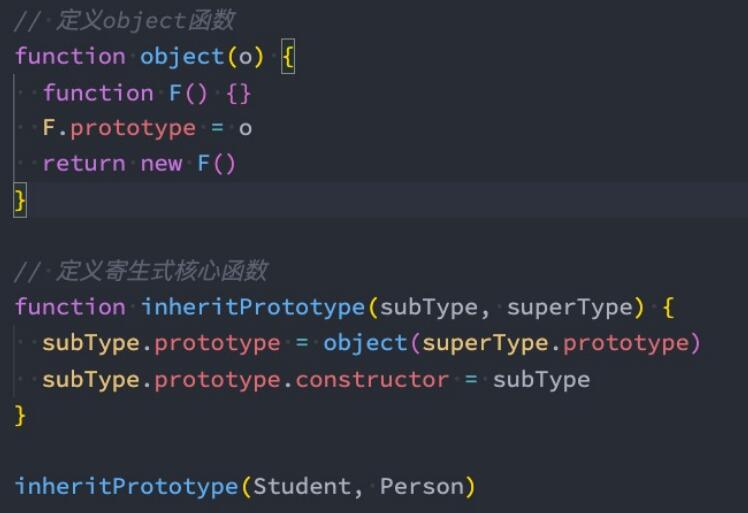 // 定义object函数
function object(o) {
  function F() {}
  F.prototype = o
  return new F()
}
// 定义寄生式核心函数
function inheritPrototype(subType, superType) {
  subType.prototype = object(superType.prototype)
  subType.prototype.constructor = subType
}
inheritPrototype(Student, Person)